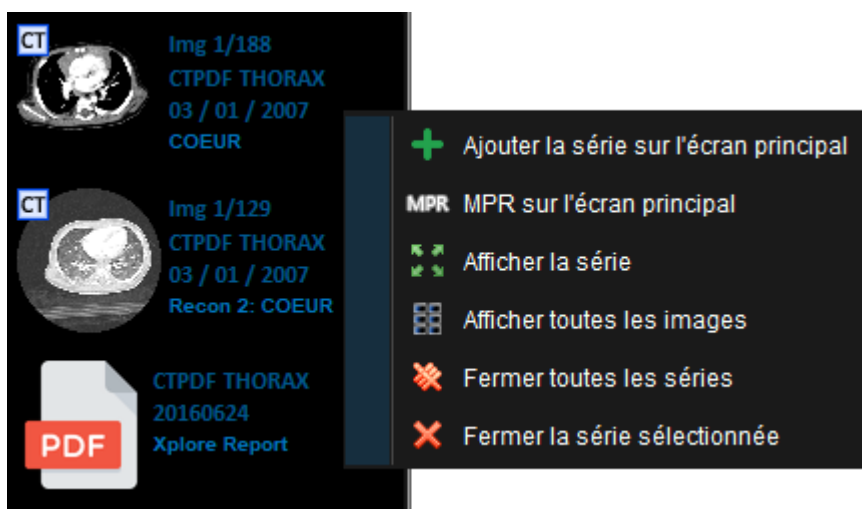 CT
Img 1/188
CTPDF THORAX
03 / 01 / 2007
COEUR
CT
Img 1/129
CTPDF THORAX
03 / 01 / 2007
Recon 2: COEUR
PDF
CTPDF THORAX
20160624
Xplore Report
Ajouter la série sur l'écran principal
MPR MPR sur l'écran principal
Afficher la série
Afficher toutes les images
Fermer toutes les séries
Fermer la série sélectionnée